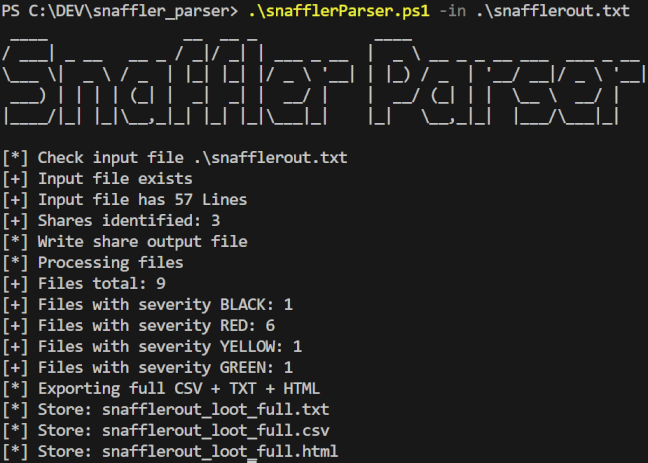 PS C:\DEV\snaffler_parser> .\snafflerParser.ps1 -in .\snafflerout.txt
Snaffler Parser
[*] Check input file .\snafflerout.txt
[+] Input file exists
[+] Input file has 57 Lines
[+] Shares identified: 3
[*] Write share output file
[*] Processing files
[+] Files total: 9
[+] Files with severity BLACK: 1
[+] Files with severity RED: 6
[+] Files with severity YELLOW: 1
[+] Files with severity GREEN: 1
[*] Exporting full CSV + TXT + HTML
[*] Store: snafflerout_loot_full.txt
[*] Store: snafflerout_loot_full.csv
[*] Store: snafflerout_loot_full.html